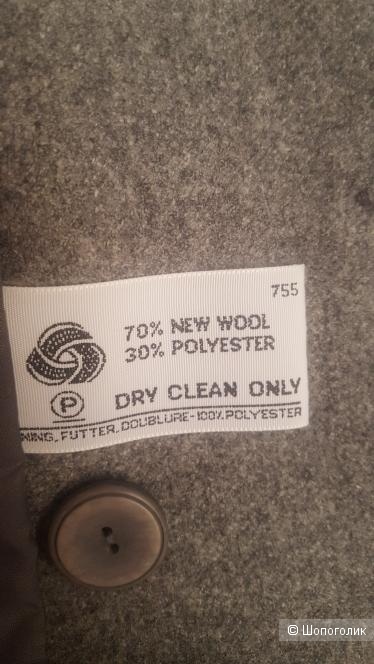 755
70% NEW WOOL
30% POLYESTER
P
DRY CLEAN ONLY
NING, FUTTER, DOUBLURE-100% POLYESTER
© Шопоголик